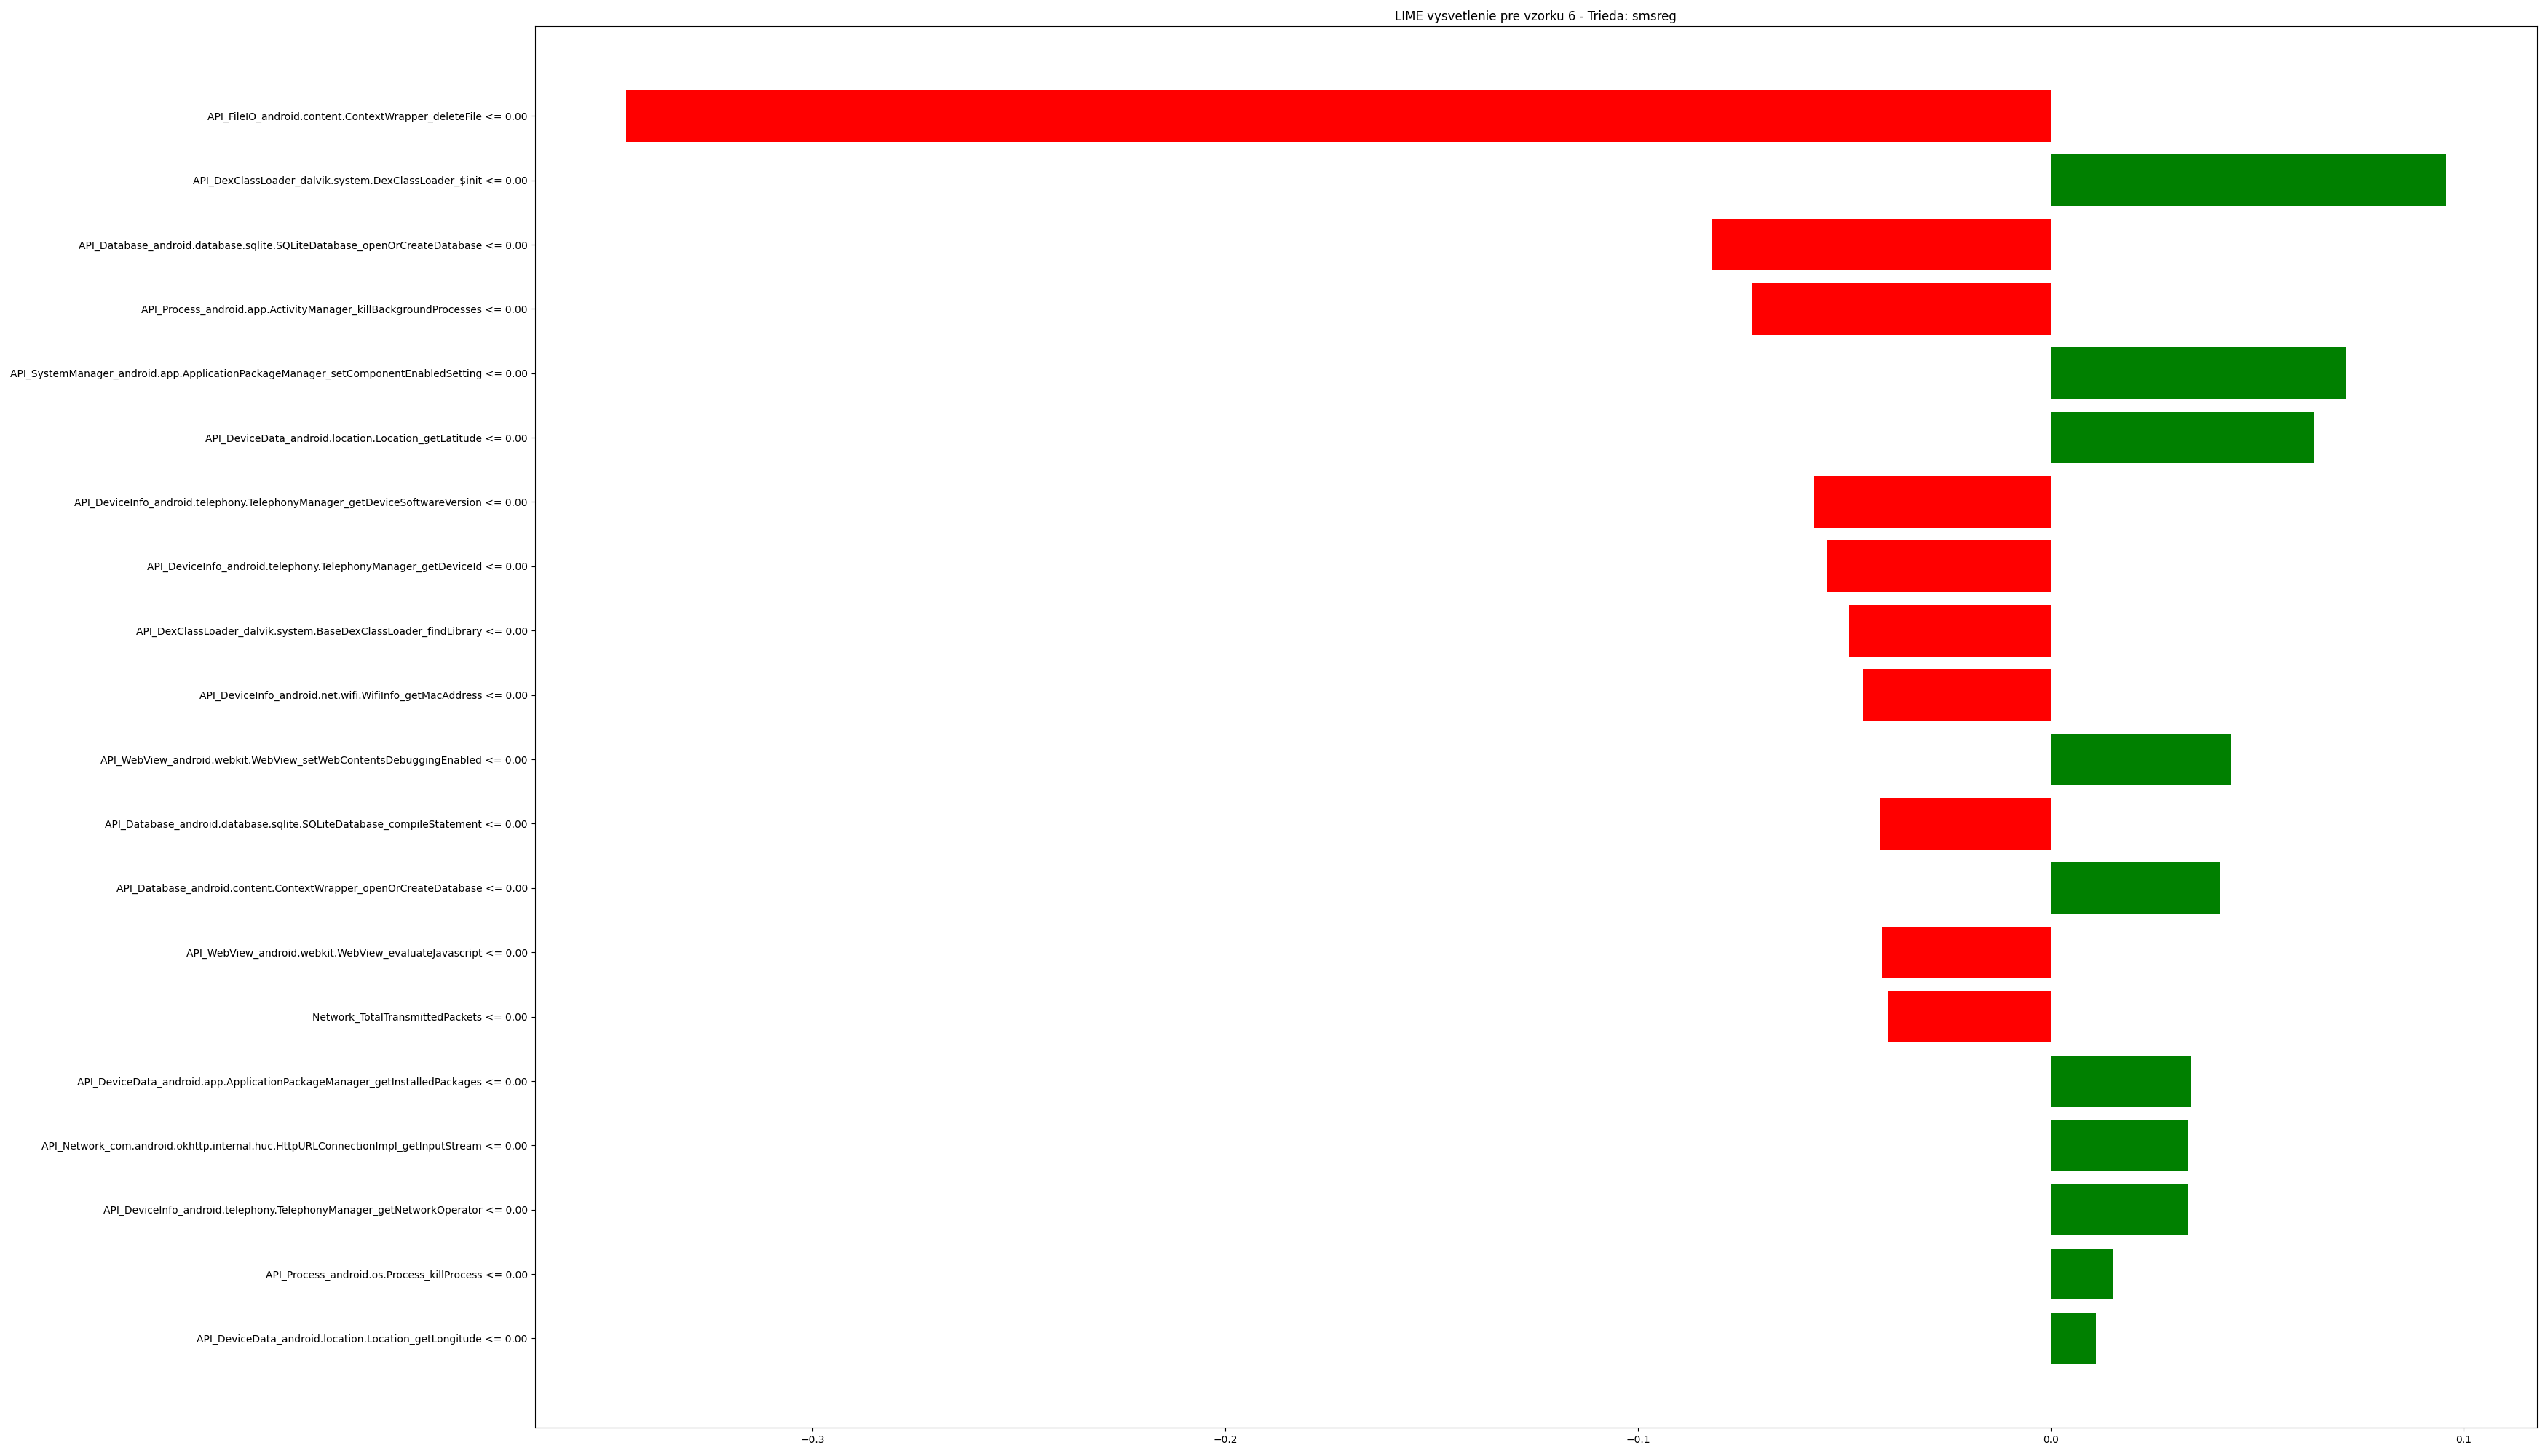 LIME vysvetlenie pre vzorku 6 - Trieda: smsreg
API_FileIO_android.content.ContextWrapper_deleteFile <= 0.00
API_DexClassLoader_dalvik.system.DexClassLoader_$init <= 0.00
API_Database_android.database.sqlite.SQLiteDatabase_openOrCreateDatabase <= 0.00
API_Process_android.app.ActivityManager_killBackgroundProcesses <= 0.00
API_SystemManager_android.app.ApplicationPackageManager_setComponentEnabledSetting <= 0.00
API_DeviceData_android.location.Location_getLatitude <= 0.00
API_DeviceInfo_android.telephony.TelephonyManager_getDeviceSoftwareVersion <= 0.00
API_DeviceInfo_android.telephony.TelephonyManager_getDeviceId <= 0.00
API_DexClassLoader_dalvik.system.BaseDexClassLoader_findLibrary <= 0.00
API_DeviceInfo_android.net.wifi.WifiInfo_getMacAddress <= 0.00
API_WebView_android.webkit.WebView_setWebContentsDebuggingEnabled <= 0.00
API_Database_android.database.sqlite.SQLiteDatabase_compileStatement <= 0.00
API_Database_android.content.ContextWrapper_openOrCreateDatabase <= 0.00
API_WebView_android.webkit.WebView_evaluateJavascript <= 0.00
Network_TotalTransmittedPackets <= 0.00
API_DeviceData_android.app.ApplicationPackageManager_getInstalledPackages <= 0.00
API_Network_com.android.okhttp.internal.huc.HttpURLConnectionImpl_getInputStream <= 0.00
API_DeviceInfo_android.telephony.TelephonyManager_getNetworkOperator <= 0.00
API_Process_android.os.Process_killProcess <= 0.00
API_DeviceData_android.location.Location_getLongitude <= 0.00
−0.3 −0.2 −0.1 0.0 0.1